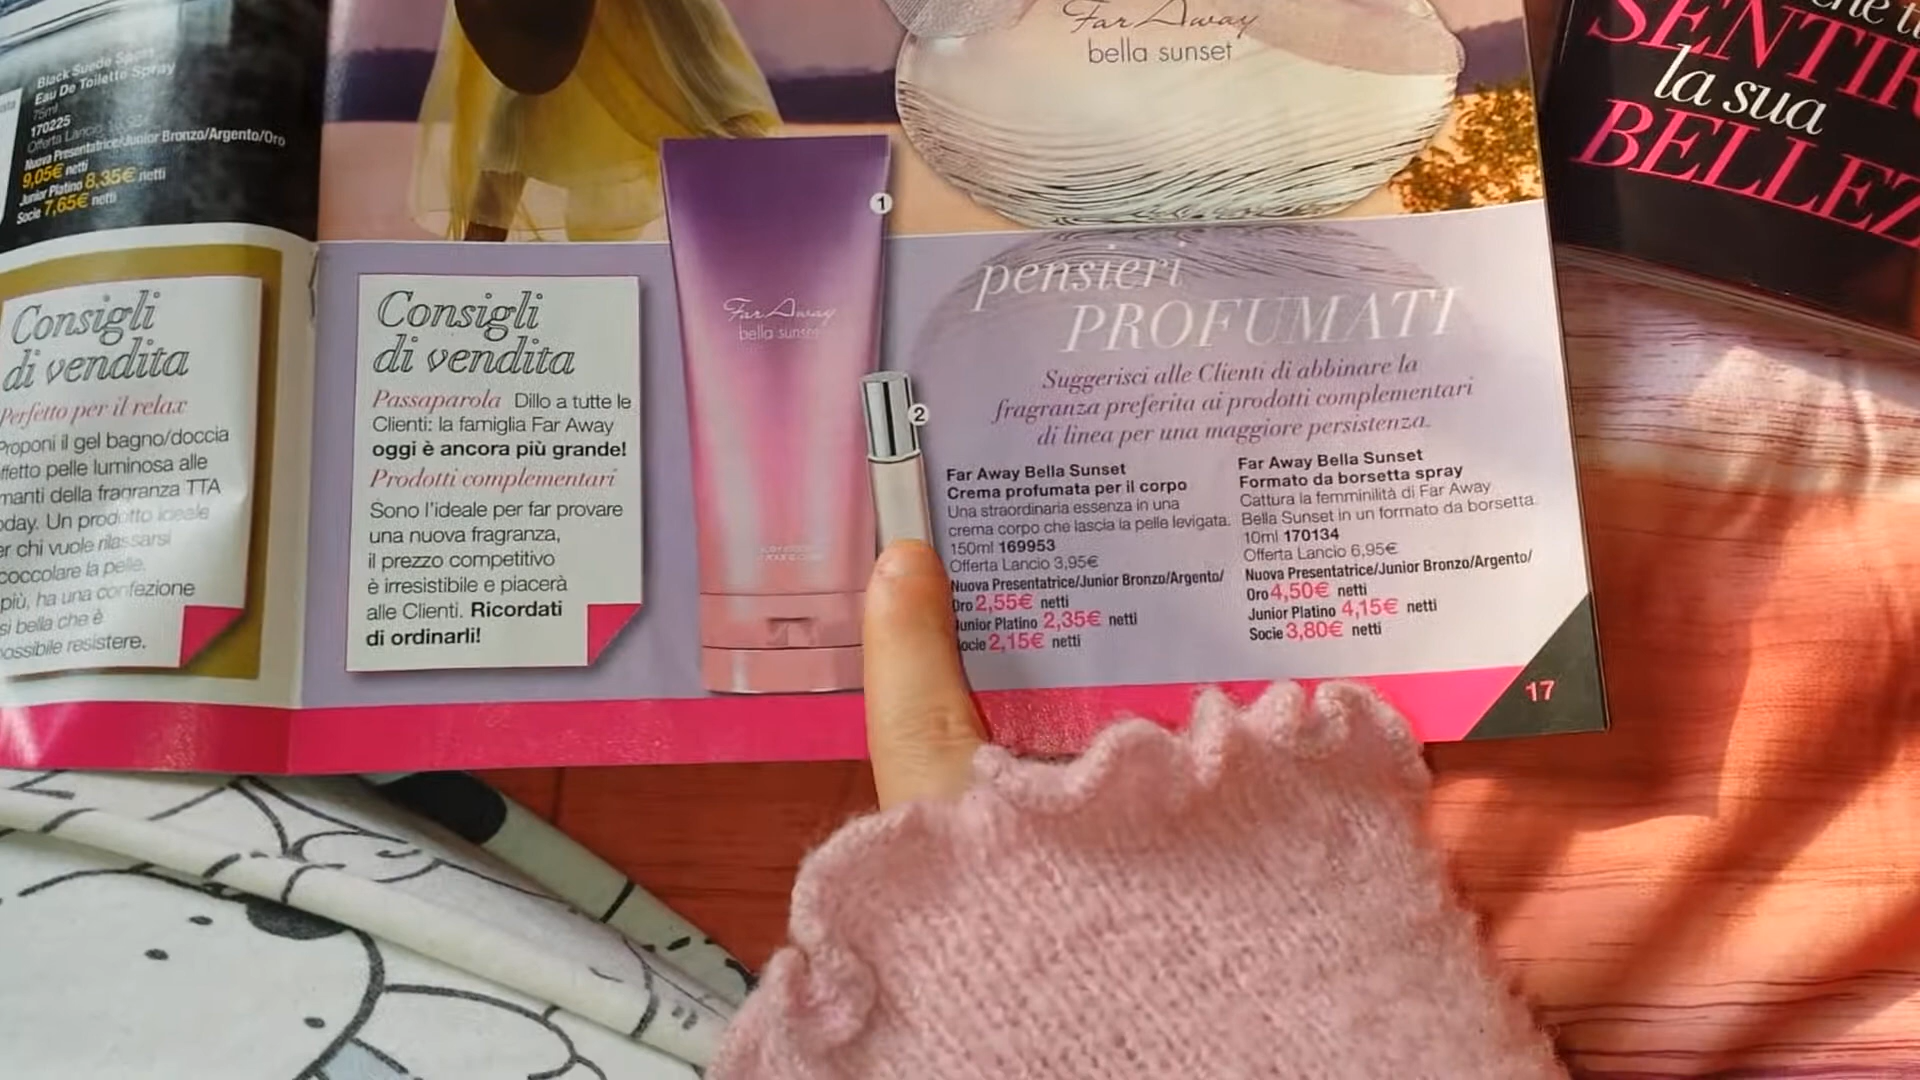 Black Suede Sport
Eau De Toilette Spray
75ml
170225
Offerta Lancio
Nuova Presentatrice/Junior Bronzo/Argento/Oro
9,05€ netti
Junior Platino 8,35€ netti
Socie 7,65€ netti
Consigli
di vendita
Perfetto per il relax
Proponi il gel bagno/doccia
ffetto pelle luminosa alle
manti della fragranza TTA
oday. Un prodotto ideale
er chi vuole rilassarsi
coccolare la pelle.
più, ha una confezione
sì bella che è
possibile resistere.
Consigli
di vendita
Passaparola Dillo a tutte le
Clienti: la famiglia Far Away
oggi è ancora più grande!
Prodotti complementari
Sono l'ideale per far provare
una nuova fragranza,
il prezzo competitivo
è irresistibile e piacerà
alle Clienti. Ricordati
di ordinarli!
Far Away
bella sunset
1
Far Away
bella sunset
2
pensieri
PROFUMATI
Suggerisci alle Clienti di abbinare la
fragranza preferita ai prodotti complementari
di linea per una maggiore persistenza.
Far Away Bella Sunset
Crema profumata per il corpo
Una straordinaria essenza in una
crema corpo che lascia la pelle levigata.
150ml 169953
Offerta Lancio 3,95€
Nuova Presentatrice/Junior Bronzo/Argento/
Oro 2,55€ netti
Junior Platino 2,35€ netti
ocie 2,15€ netti
Far Away Bella Sunset
Formato da borsetta spray
Cattura la femminilità di Far Away
Bella Sunset in un formato da borsetta.
10ml 170134
Offerta Lancio 6,95€
Nuova Presentatrice/Junior Bronzo/Argento/
Oro 4,50€ netti
Junior Platino 4,15€ netti
Socie 3,80€ netti
17
SENTIR
la sua
BELLEZ